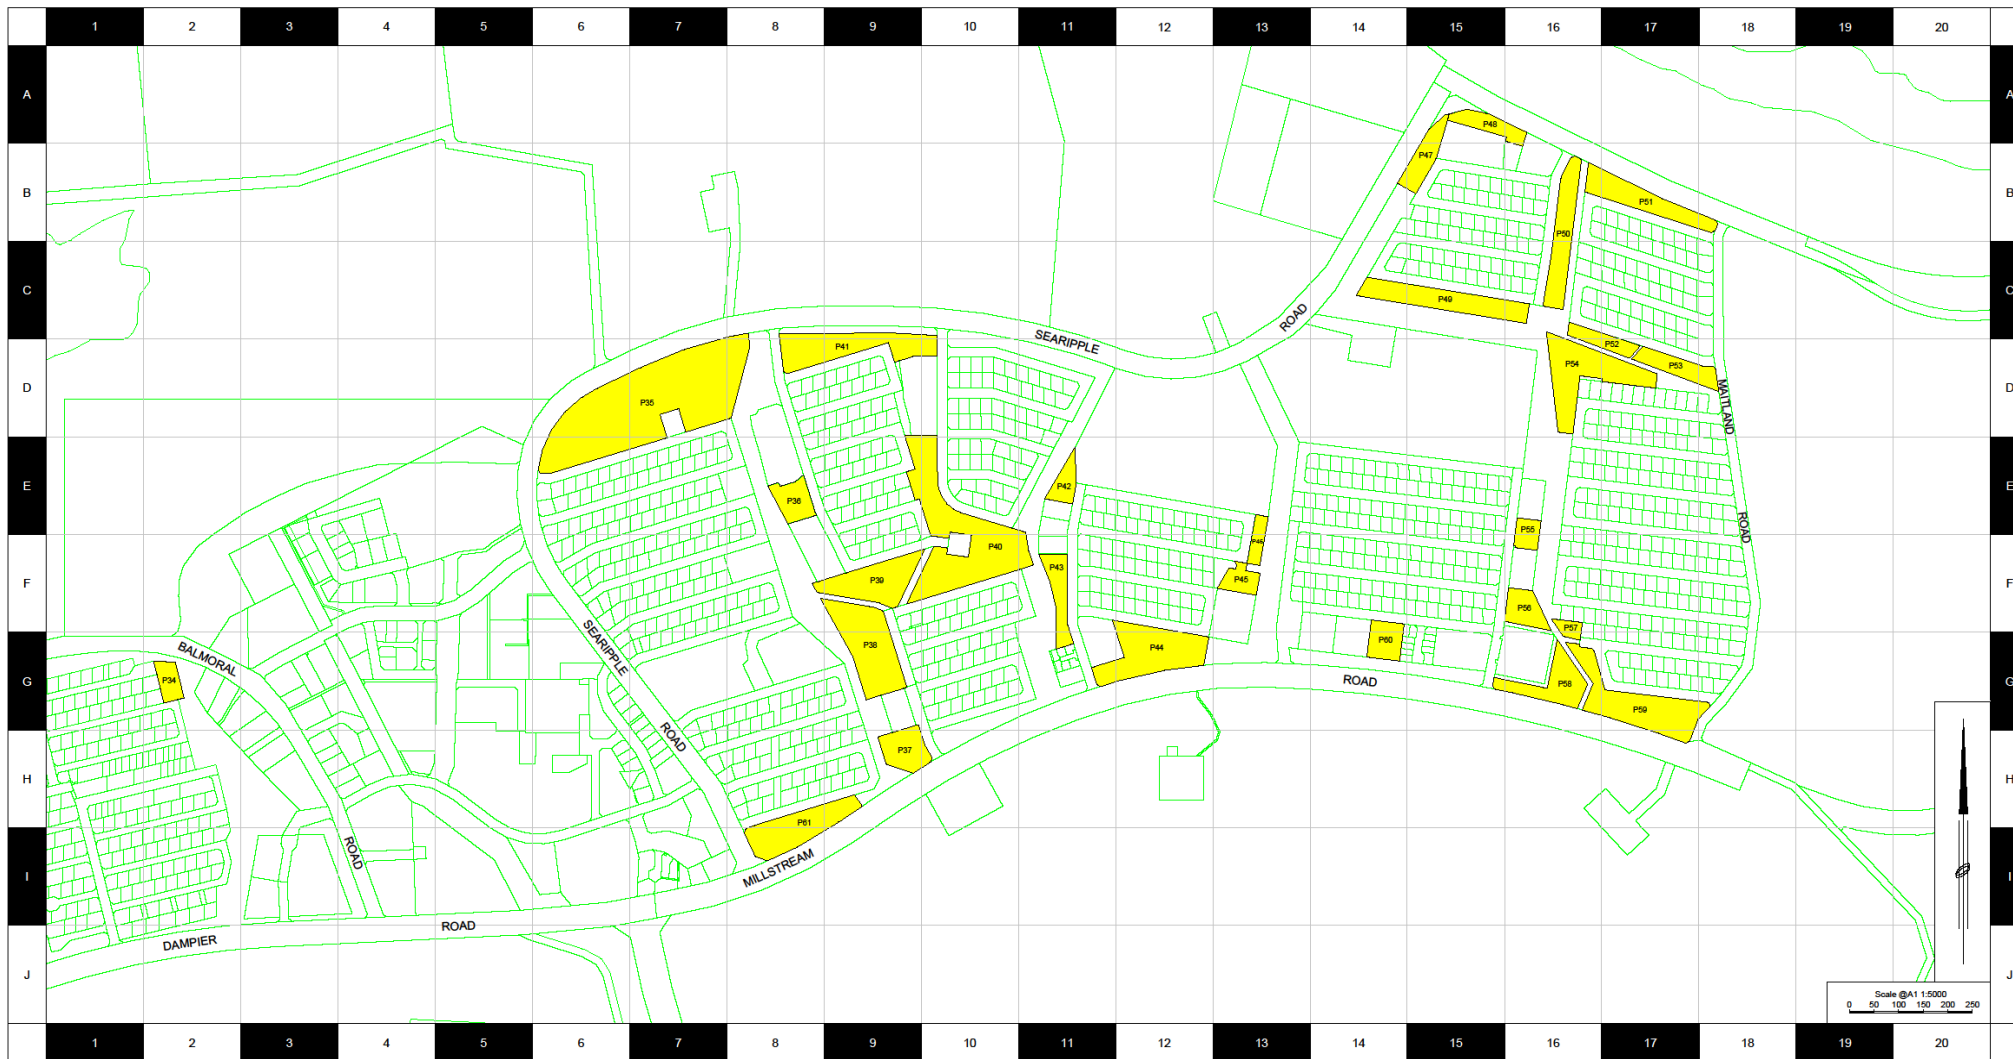 1 2 3 4 5 6 7 8 9 10 11 12 13 14 15 16 17 18 19 20
A A
P48
P47
B B
P51
P50
C C
P49
ROAD
SEARIPPLE
P41
P52
P54
P53
D D
P35
MAITLAND
E E
P42
P36
ROAD
P55
P46
P40
P43
F F
P39
P45
P56
P57
SEARIPPLE
P60
P38
P44
BALMORAL
G G
P34
ROAD
P58
P59
ROAD
P37
H H
P61
ROAD
MILLSTREAM
I I
ROAD
DAMPIER
J J
Scale @A1 1:5000
0 50 100 150 200 250
1 2 3 4 5 6 7 8 9 10 11 12 13 14 15 16 17 18 19 20